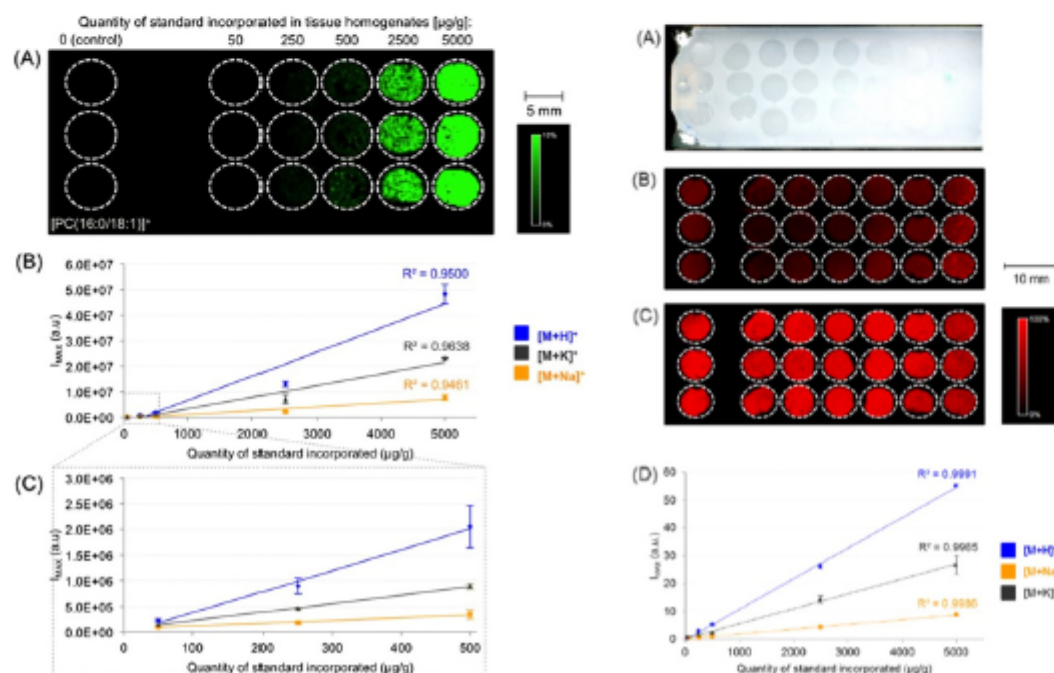 Quantity of standard incorporated in tissue homogenates [µg/g]:
0 (control) 50 250 500 2500 5000
(A)
5 mm
10%
0%
[PC(16:0/18:1)]⁺
(B)
6.0E+07
5.0E+07
4.0E+07
3.0E+07
2.0E+07
1.0E+07
0.0E+00
I_MAX (a.u)
R² = 0.9500
R² = 0.9638
R² = 0.9461
0 1000 2000 3000 4000 5000
Quantity of standard incorporated (µg/g)
[M+H]⁺
[M+K]⁺
[M+Na]⁺
(C)
3.0E+06
2.5E+06
2.0E+06
1.5E+06
1.0E+06
5.0E+05
0.0E+00
I_MAX (a.u)
0 100 200 300 400 500
Quantity of standard incorporated (µg/g)
(A)
(B)
10 mm
(C)
100%
0%
(D)
60
50
40
30
20
10
0
(a.u)
R² = 0.9991
R² = 0.9965
R² = 0.9986
0 1000 2000 3000 4000 5000 6000
Quantity of standard incorporated (µg/g)
[M+H]
[M+Na]
[M+K]